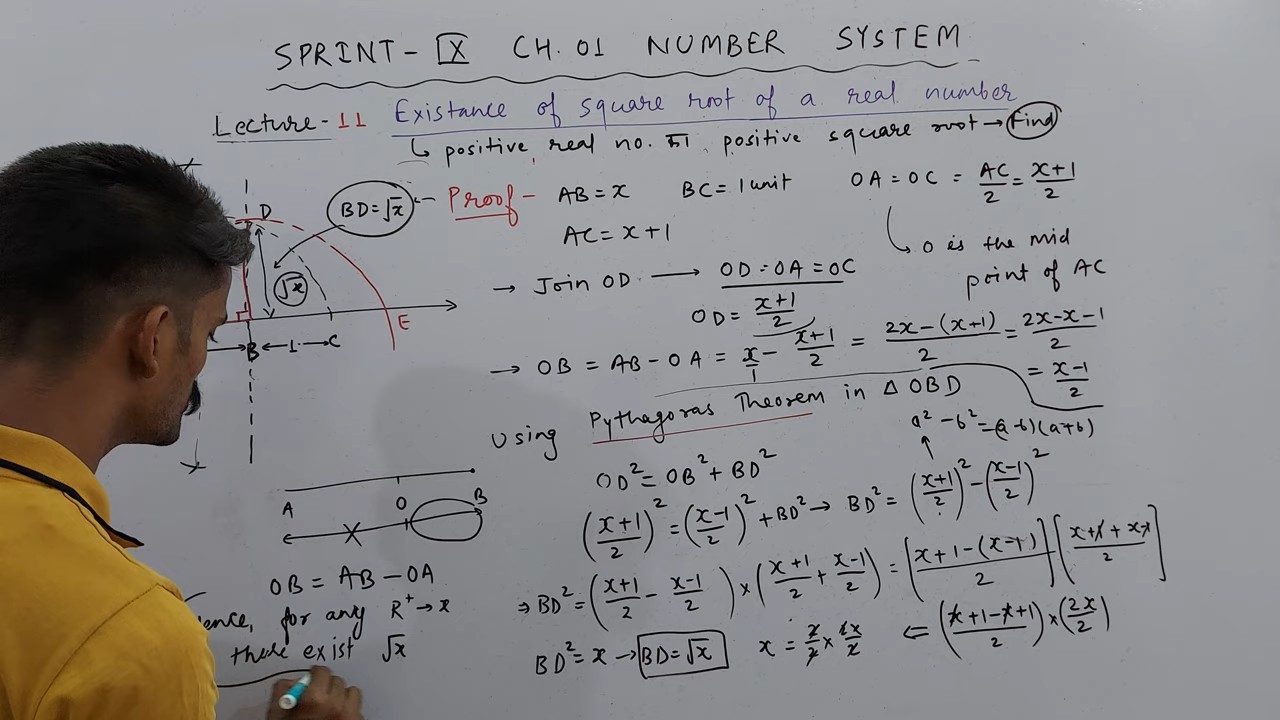 SPRINT-IX CH.01 NUMBER SYSTEM
Lecture-11 Existance of square root of a real number
↳ positive real no. का positive square root → Find
D
BD=√x ← Proof- AB=x BC=1unit OA=OC = AC/2 = x+1/2
AC=x+1
↳ O is the mid
point of AC
√x
→ Join OD → OD=OA=OC
OD= x+1/2
E
B ← 1 → C
→ OB = AB-OA = x/1 - x+1/2 = 2x-(x+1)/2 = 2x-x-1/2
= x-1/2
Using Pythagoras Theorem in △ OBD
a²-b²=(a-b)(a+b)
OD²=OB²+BD²
(x+1/2)²=(x-1/2)²+BD² → BD²=(x+1/2)²-(x-1/2)²
⇒ BD²=(x+1/2 - x-1/2)×(x+1/2 + x-1/2) = [x+1-(x-1)/2][x+1+x-1/2]
BD²=x → BD=√x x = 2/2 × 2x/2 ⇐ (x+1-x+1/2)×(2x/2)
A O B
OB = AB-OA
ence, for any R⁺→x
there exist √x